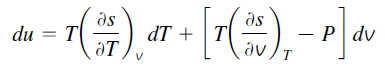 du = T(∂s/∂T)_v dT + [T(∂s/∂v)_T − P] dv